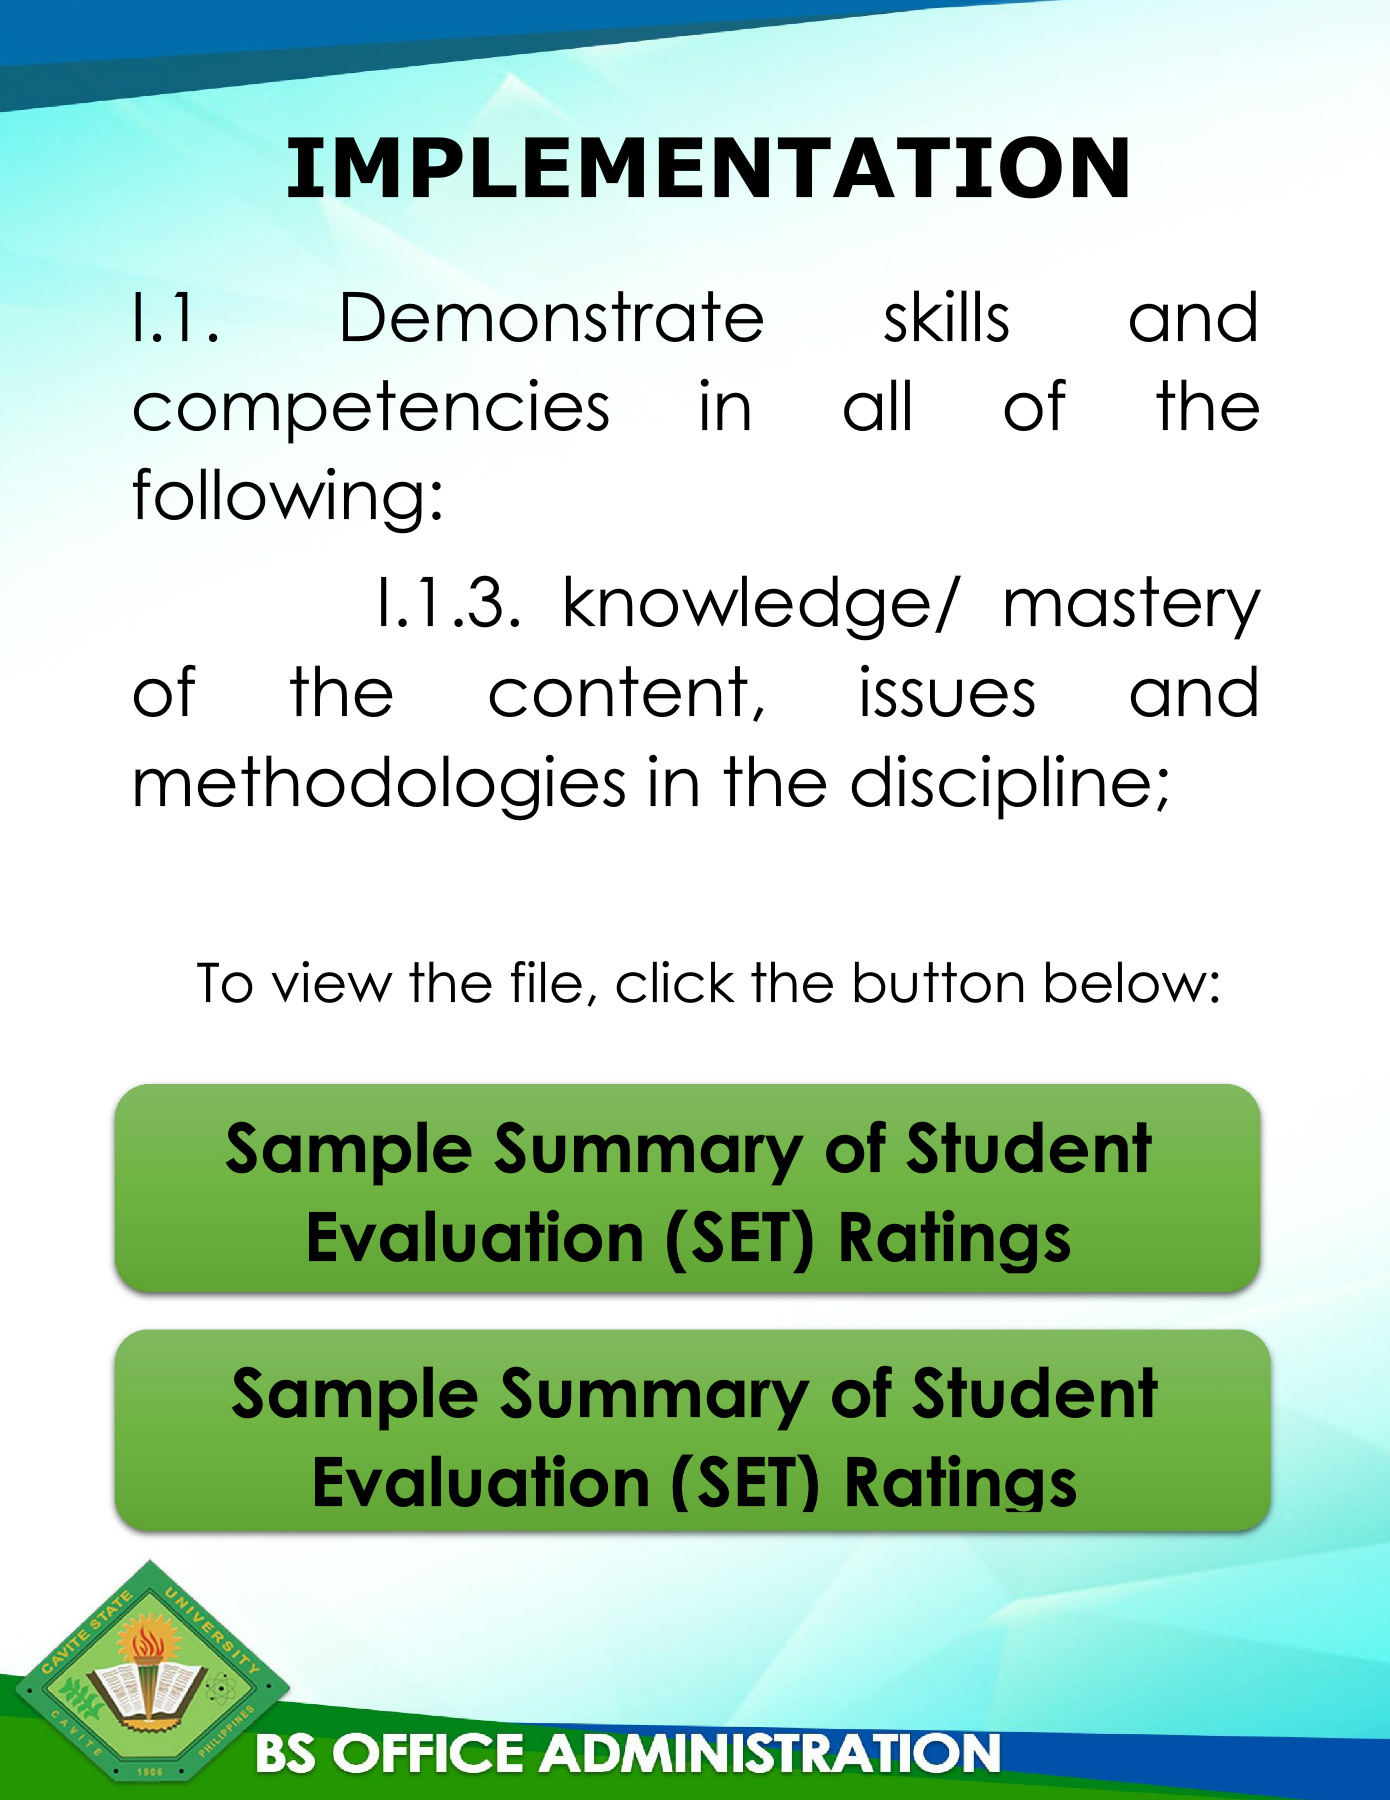 IMPLEMENTATION
I.1. Demonstrate skills and
competencies in all of the
following:
I.1.3. knowledge/ mastery
of the content, issues and
methodologies in the discipline;
To view the file, click the button below:
Sample Summary of Student
Evaluation (SET) Ratings
Sample Summary of Student
Evaluation (SET) Ratings
CAVITE STATE UNIVERSITY
CAVITE PHILIPPINES
1906
BS OFFICE ADMINISTRATION